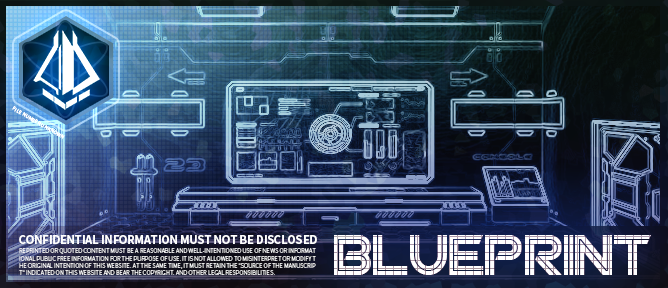 23
CONFIDENTIAL INFORMATION MUST NOT BE DISCLOSED
REPRINTED OR QUOTED CONTENT MUST BE A REASONABLE AND WELL-INTENTIONED USE OF NEWS OR INFORMAT
IONAL PUBLIC FREE INFORMATION FOR THE PURPOSE OF USE. IT IS NOT ALLOWED TO MISINTERPRET OR MODIFY T
HE ORIGINAL INTENTION OF THIS WEBSITE. AT THE SAME TIME, IT MUST RETAIN THE "SOURCE OF THE MANUSCRIP
T" INDICATED ON THIS WEBSITE AND BEAR THE COPYRIGHT, AND OTHER LEGAL RESPONSIBILITIES.
BLUEPRINT